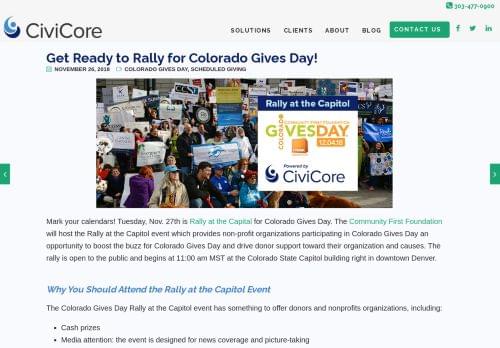 303-477-0900
CiviCore
SOLUTIONS CLIENTS ABOUT BLOG CONTACT US
Get Ready to Rally for Colorado Gives Day!
NOVEMBER 26, 2018 COLORADO GIVES DAY, SCHEDULED GIVING
Rally at the Capitol
COMMUNITY FIRST FOUNDATION
COLORADO
GIVESDAY
12.04.18
Powered by
CiviCore
Mark your calendars! Tuesday, Nov. 27th is Rally at the Capital for Colorado Gives Day. The Community First Foundation
will host the Rally at the Capitol event which provides non-profit organizations participating in Colorado Gives Day an
opportunity to boost the buzz for Colorado Gives Day and drive donor support toward their organization and causes. The
rally is open to the public and begins at 11:00 am MST at the Colorado State Capitol building right in downtown Denver.
Why You Should Attend the Rally at the Capitol Event
The Colorado Gives Day Rally at the Capitol event has something to offer donors and nonprofits organizations, including:
Cash prizes
Media attention: the event is designed for news coverage and picture-taking